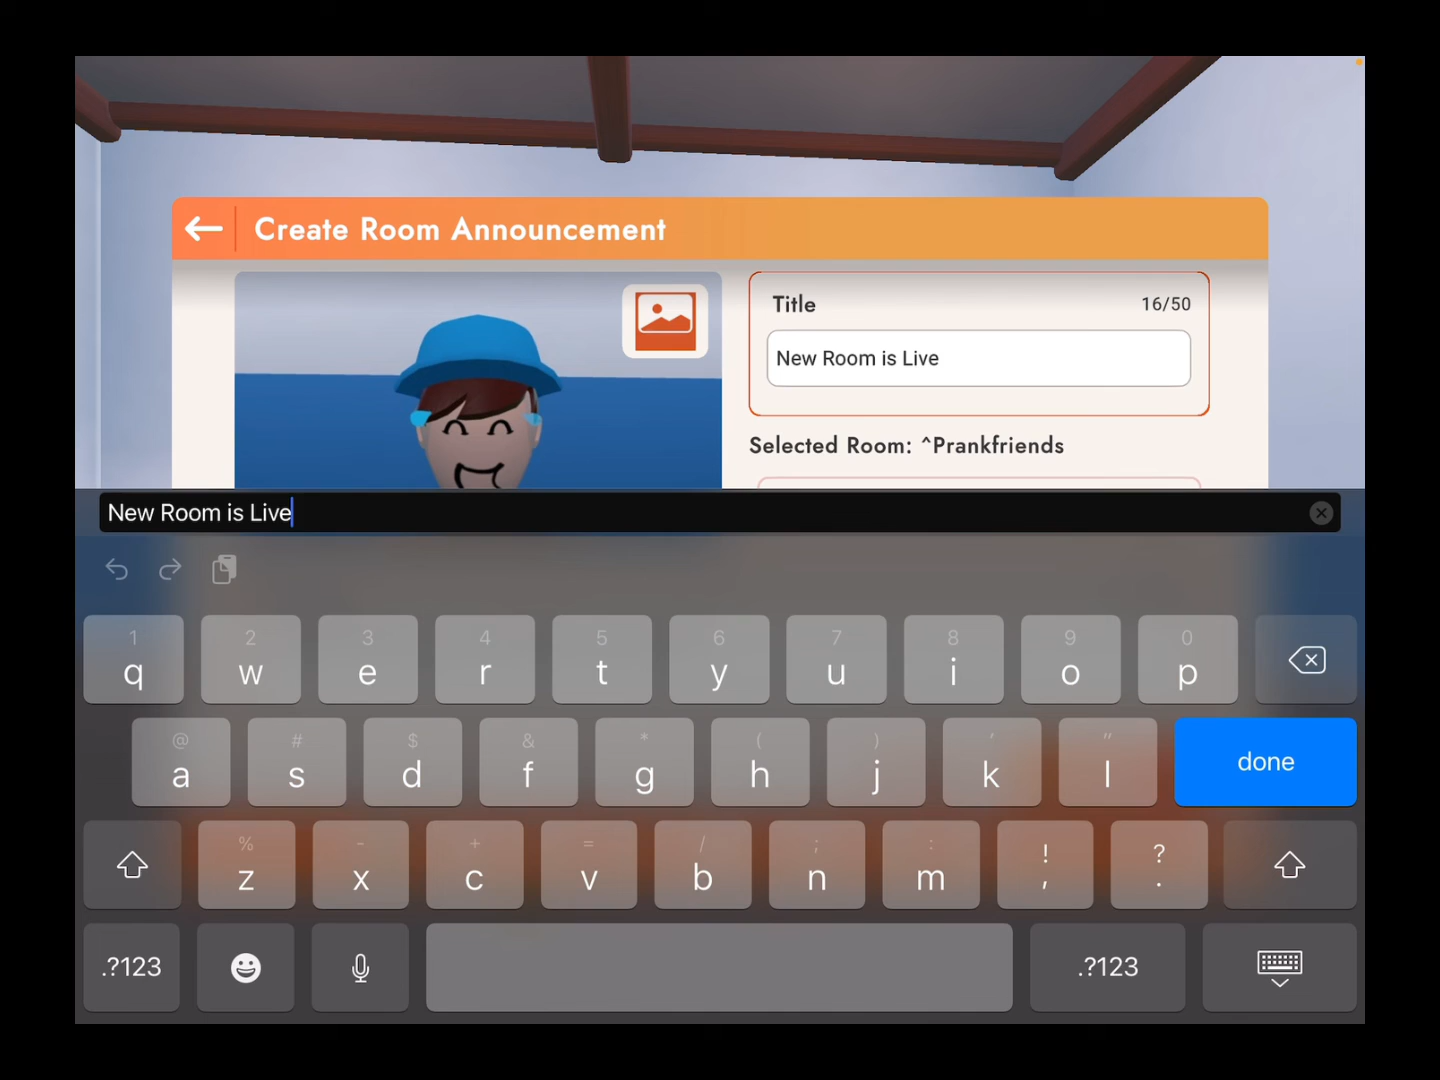 Create Room Announcement
Title 16/50
New Room is Live
Selected Room: ^Prankfriends
New Room is Live
1 2 3 4 5 6 7 8 9 0
q w e r t y u i o p
@ # $ & * ( ) ' "
a s d f g h j k l done
% - + = / ; : ! ?
z x c v b n m , .
.?123 .?123